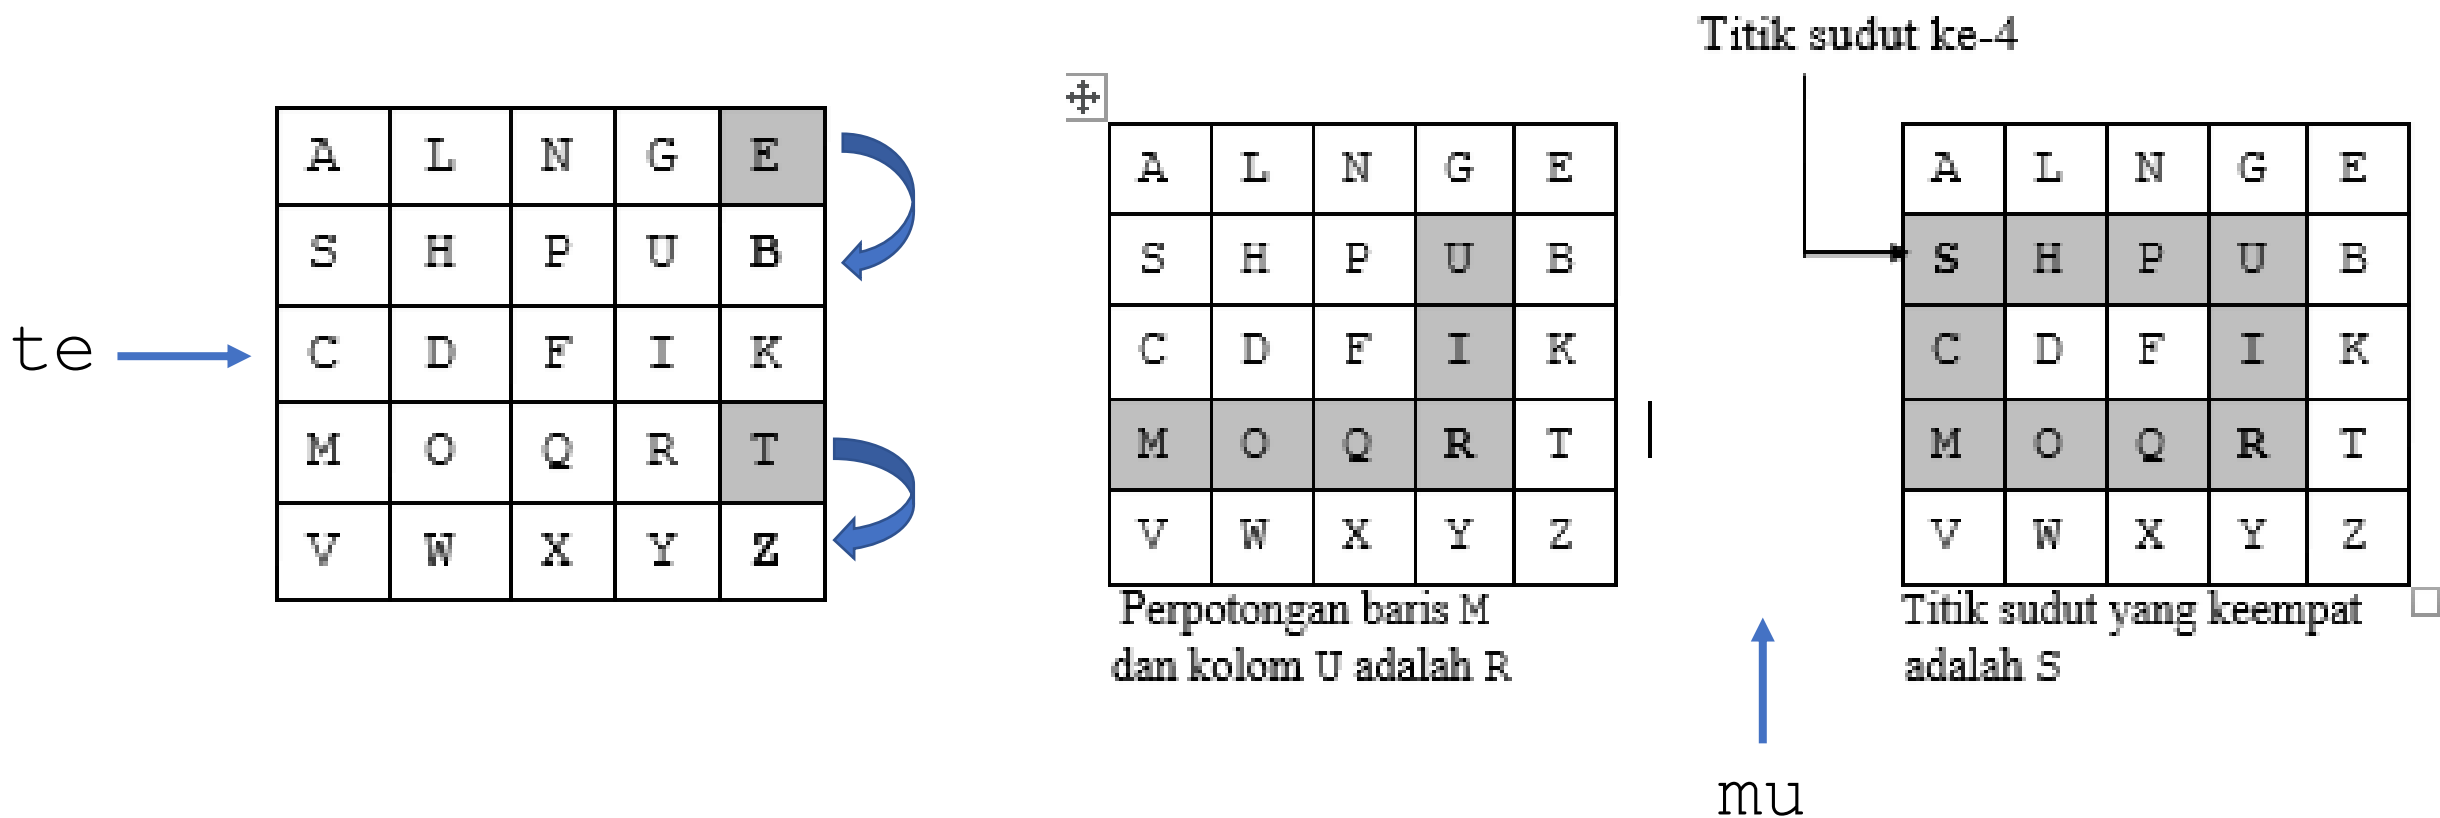 te
A L N G E
S H P U B
C D F I K
M O Q R T
V W X Y Z
A L N G E
S H P U B
C D F I K
M O Q R T
V W X Y Z
Perpotongan baris M
dan kolom U adalah R
mu
Titik sudut ke-4
A L N G E
S H P U B
C D F I K
M O Q R T
V W X Y Z
Titik sudut yang keempat
adalah S